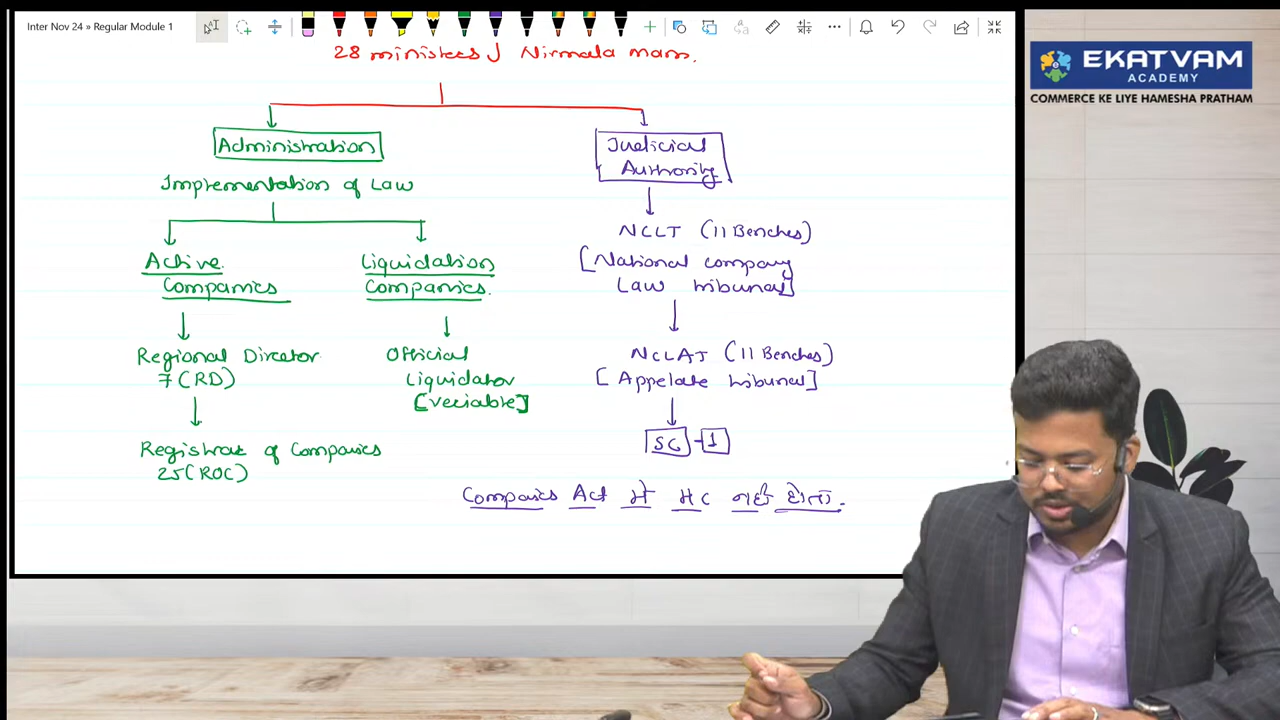 Inter Nov 24 » Regular Module 1
EKATVAM
ACADEMY
COMMERCE KE LIYE HAMESHA PRATHAM
28 ministers Nirmala mam.
Administration
Implementation of Law
Active
Companies
Regional Director
7 (RD)
Registrar of Companies
25 (ROC)
Liquidation
Companies.
Official
Liquidator
[veriable]
Judicial
Authority
NCLT (11 Benches)
[National company
Law tribunal]
NCLAT (11 Benches)
[Appelate tribunal]
SC - 1
Companies Act में HC નહી होता.